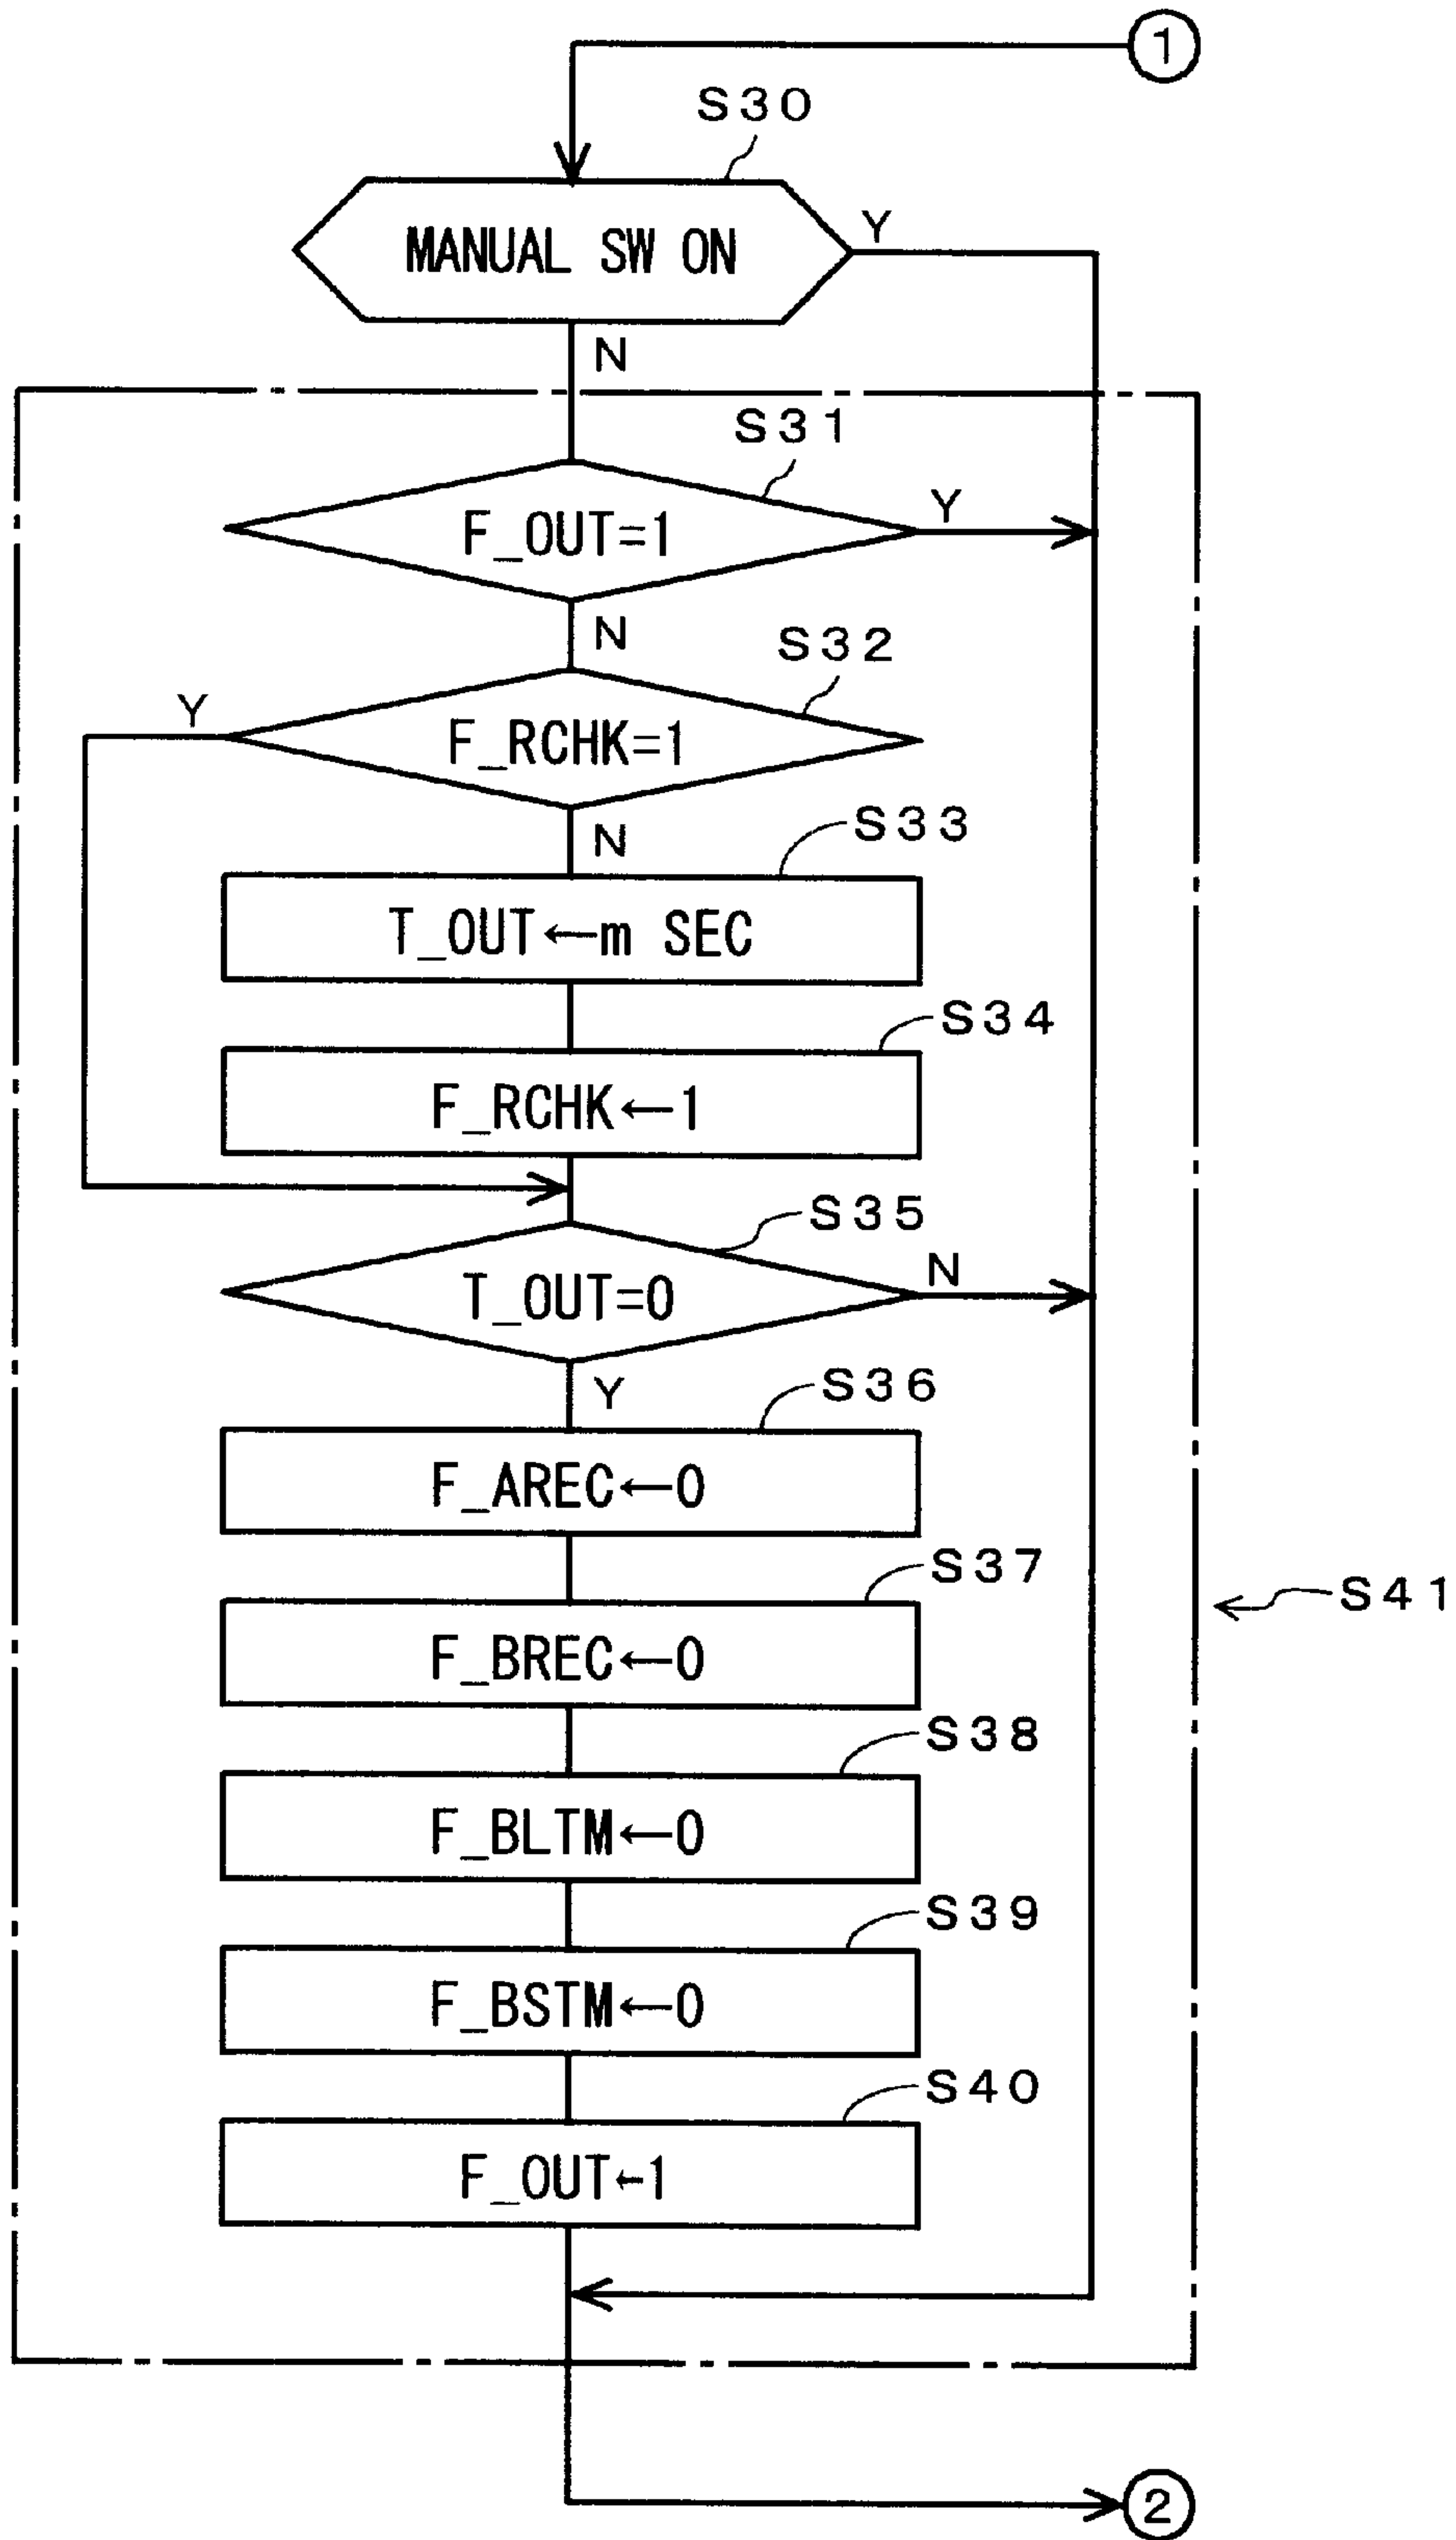 1
S30
MANUAL SW ON
Y
N
S31
F_OUT=1
Y
N
S32
Y
F_RCHK=1
N
S33
T_OUT←m SEC
S34
F_RCHK←1
S35
T_OUT=0
N
Y
S36
F_AREC←0
S37
F_BREC←0
S41
S38
F_BLTM←0
S39
F_BSTM←0
S40
F_OUT←1
2